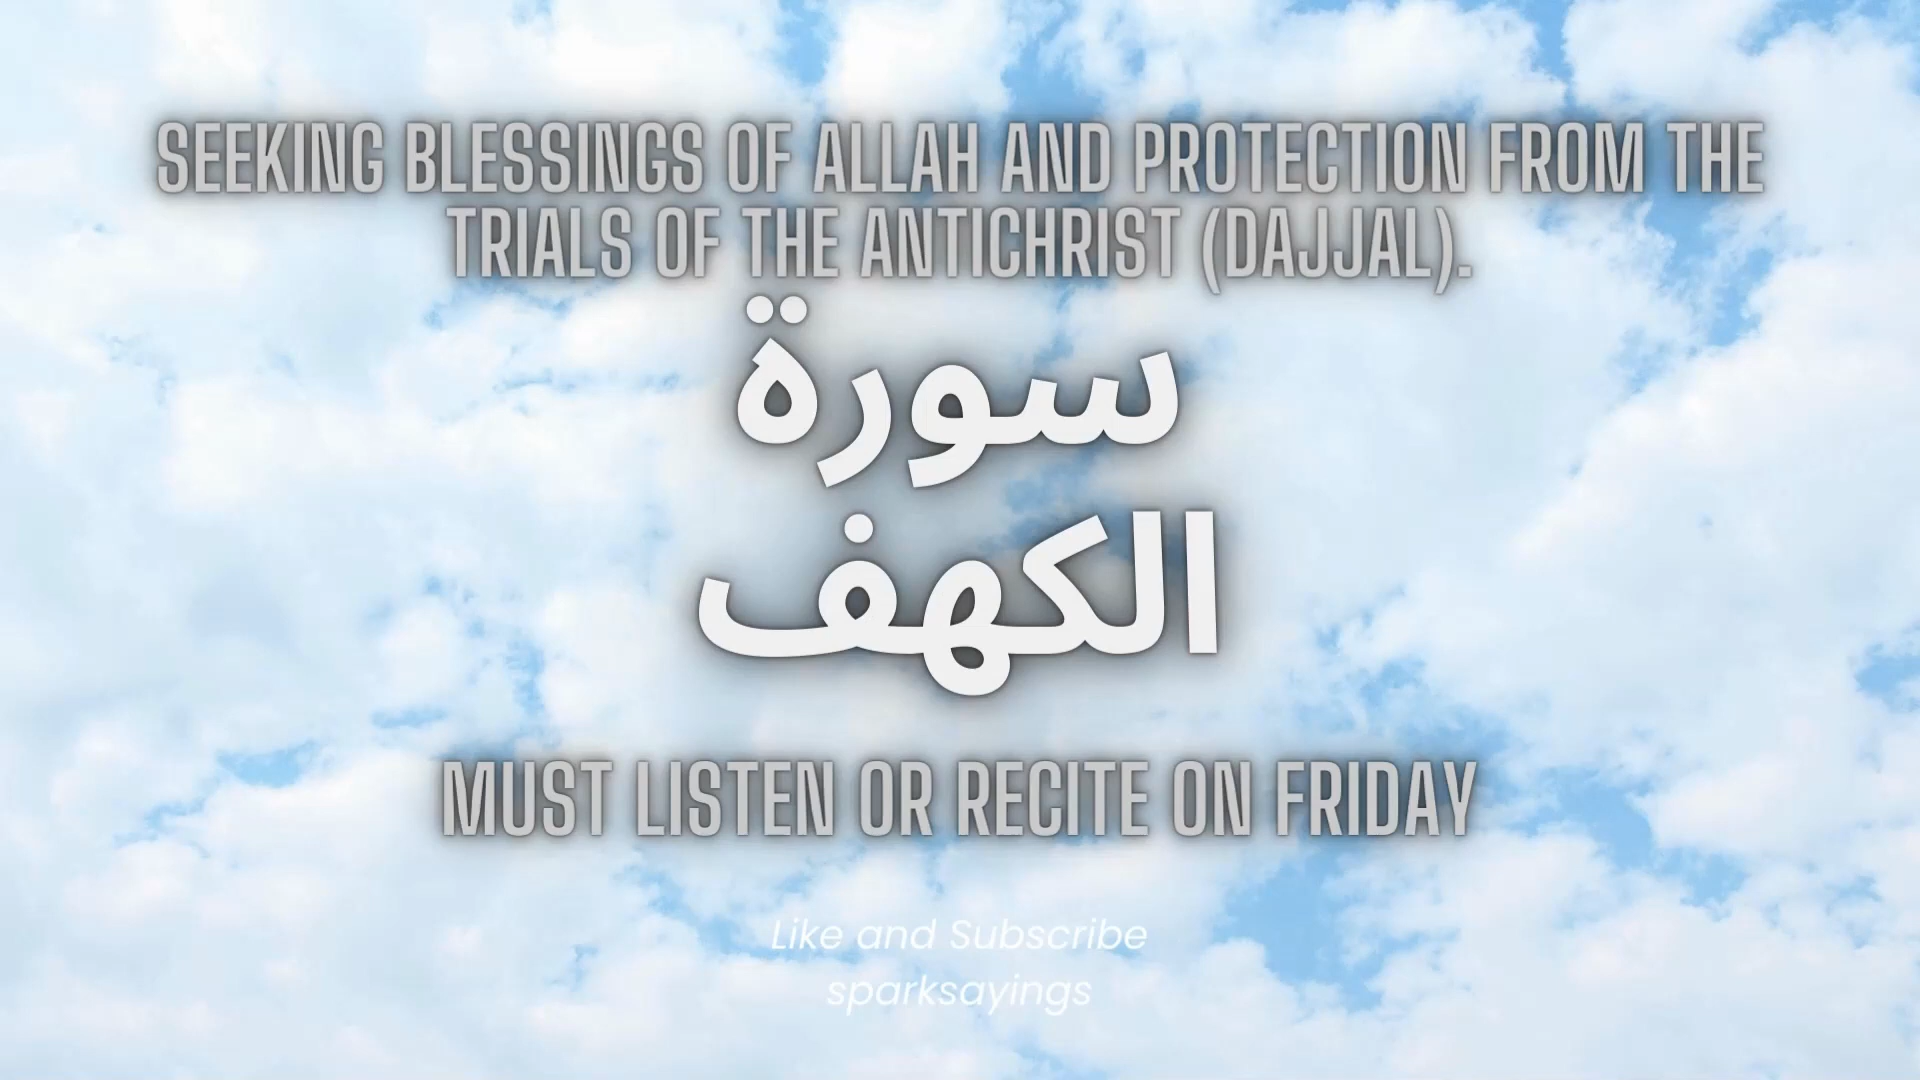 SEEKING BLESSINGS OF ALLAH AND PROTECTION FROM THE
TRIALS OF THE ANTICHRIST (DAJJAL).
سورة
الكهف
MUST LISTEN OR RECITE ON FRIDAY
Like and Subscribe
sparksayings